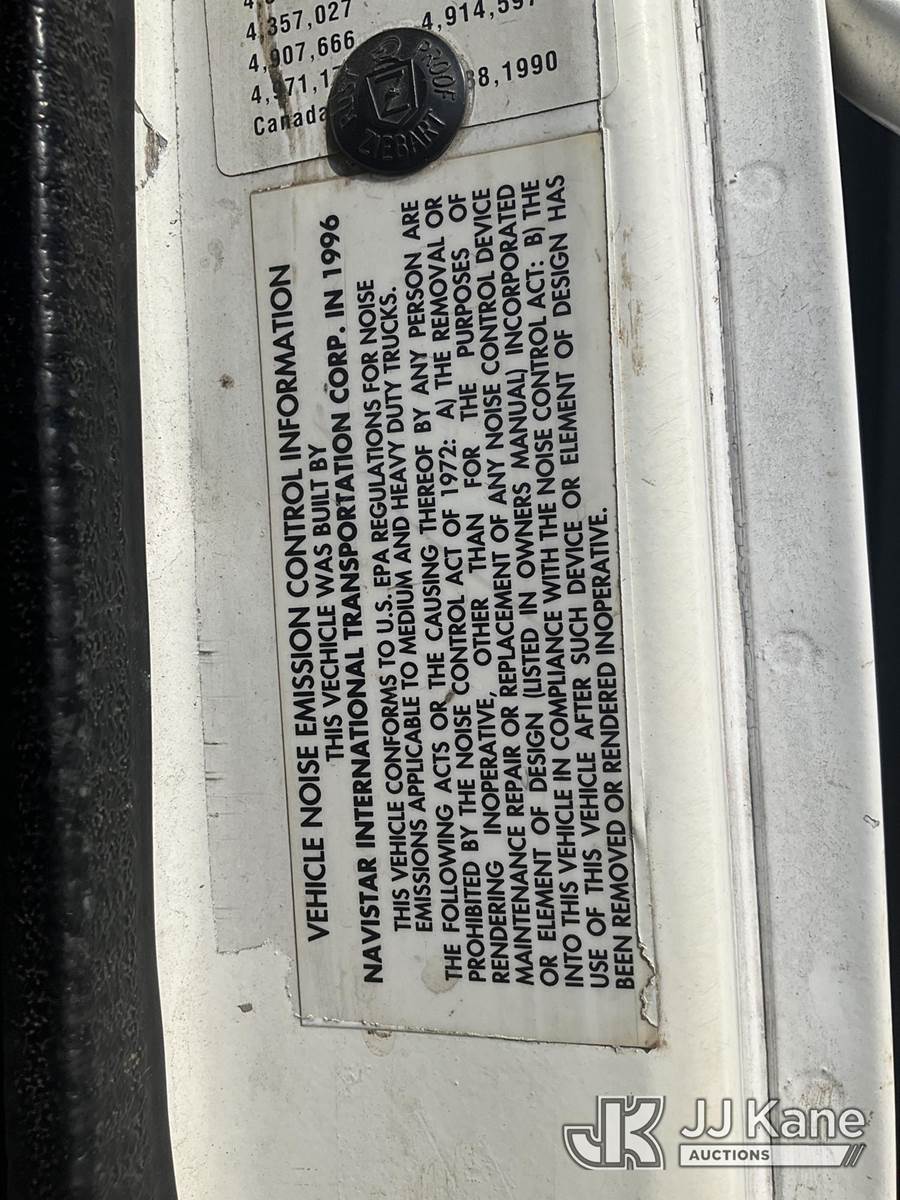 4,357,027
4,907,666 4,914,597
4,971,1 38,1990
Canada
RUST PROOF
Z
ZIEBART
VEHICLE NOISE EMISSION CONTROL INFORMATION
THIS VECHICLE WAS BUILT BY
NAVISTAR INTERNATIONAL TRANSPORTATION CORP. IN 1996
THIS VEHICLE CONFORMS TO U.S. EPA REGULATIONS FOR NOISE
EMISSIONS APPLICABLE TO MEDIUM AND HEAVY DUTY TRUCKS.
THE FOLLOWING ACTS OR THE CAUSING THEREOF BY ANY PERSON ARE
PROHIBITED BY THE NOISE CONTROL ACT OF 1972: A) THE REMOVAL OR
RENDERING INOPERATIVE, OTHER THAN FOR THE PURPOSES OF
MAINTENANCE REPAIR OR REPLACEMENT OF ANY NOISE CONTROL DEVICE
OR ELEMENT OF DESIGN (LISTED IN OWNERS MANUAL) INCORPORATED
INTO THIS VEHICLE IN COMPLIANCE WITH THE NOISE CONTROL ACT: B) THE
USE OF THIS VEHICLE AFTER SUCH DEVICE OR ELEMENT OF DESIGN HAS
BEEN REMOVED OR RENDERED INOPERATIVE.
JK JJ Kane
AUCTIONS